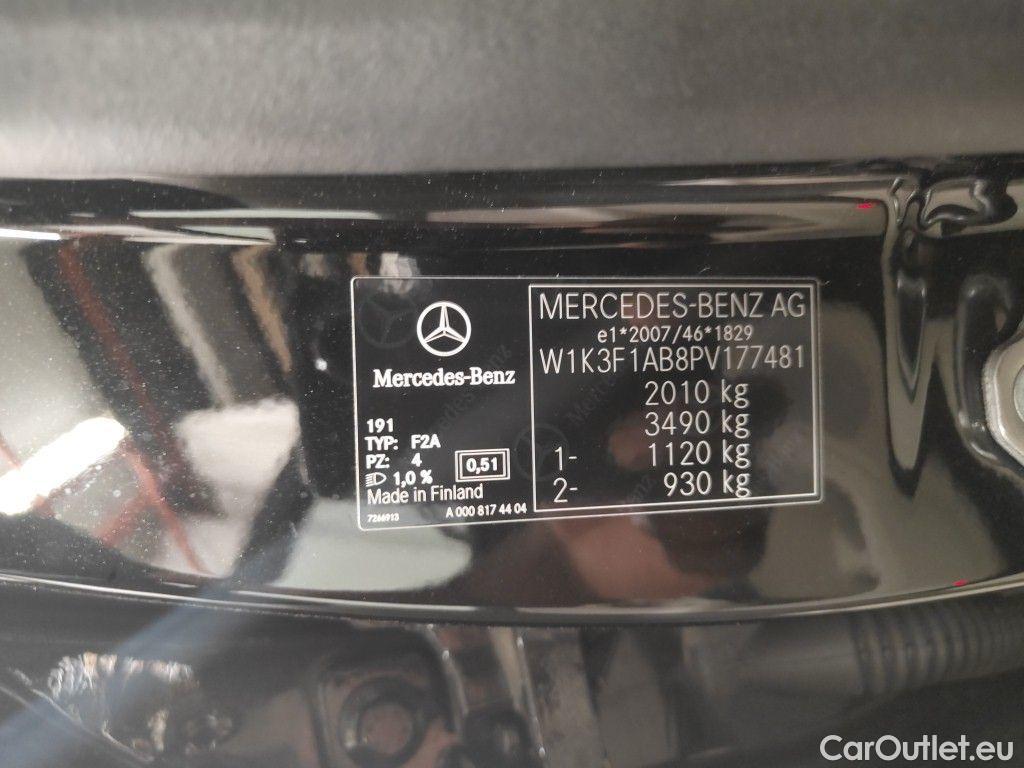 Mercedes-Benz
191
TYP: F2A
PZ: 4
1,0 %
0,51
Made in Finland
7266913
A 000 817 44 04
MERCEDES-BENZ AG
e1*2007/46*1829
W1K3F1AB8PV177481
2010 kg
3490 kg
1- 1120 kg
2- 930 kg
CarOutlet.eu